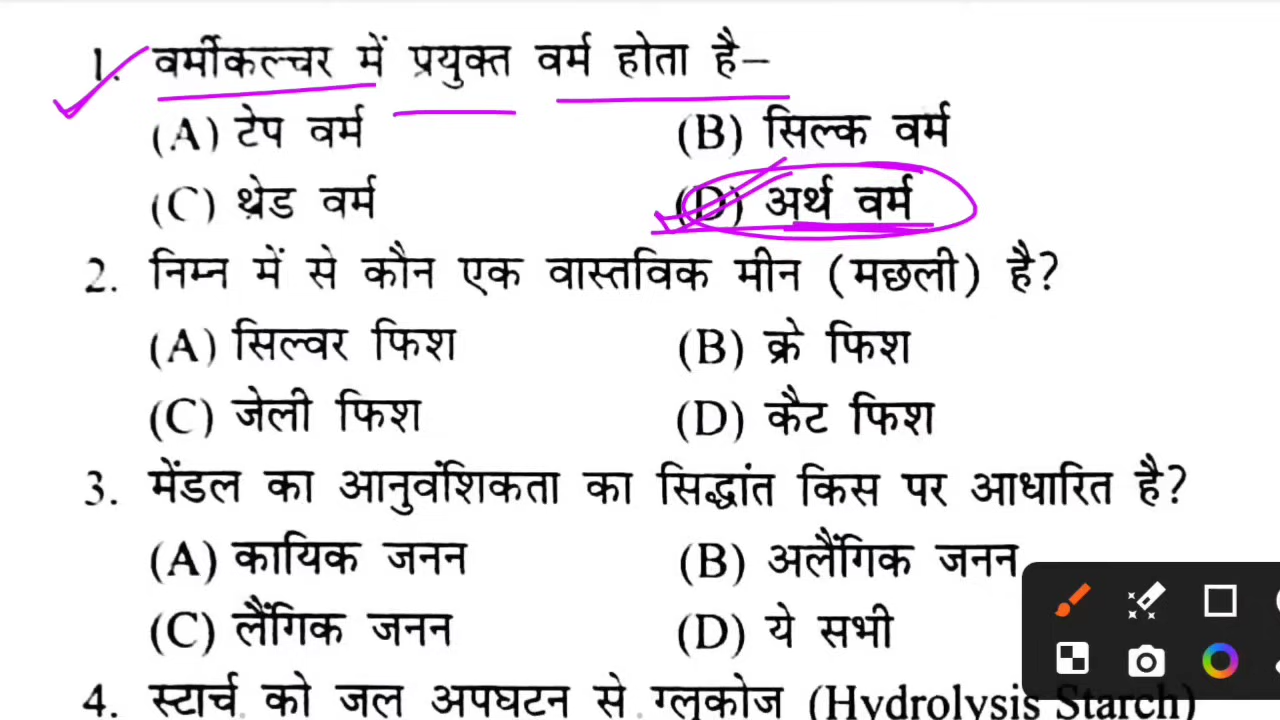 1. वर्मीकल्चर में प्रयुक्त वर्म होता है–
(A) टेप वर्म (B) सिल्क वर्म
(C) थ्रेड वर्म (D) अर्थ वर्म
2. निम्न में से कौन एक वास्तविक मीन (मछली) है?
(A) सिल्वर फिश (B) क्रे फिश
(C) जेली फिश (D) कैट फिश
3. मेंडल का आनुवंशिकता का सिद्धांत किस पर आधारित है?
(A) कायिक जनन (B) अलैंगिक जनन
(C) लैंगिक जनन (D) ये सभी
4. स्टार्च को जल अपघटन से ग्लूकोज (Hydrolysis Starch)